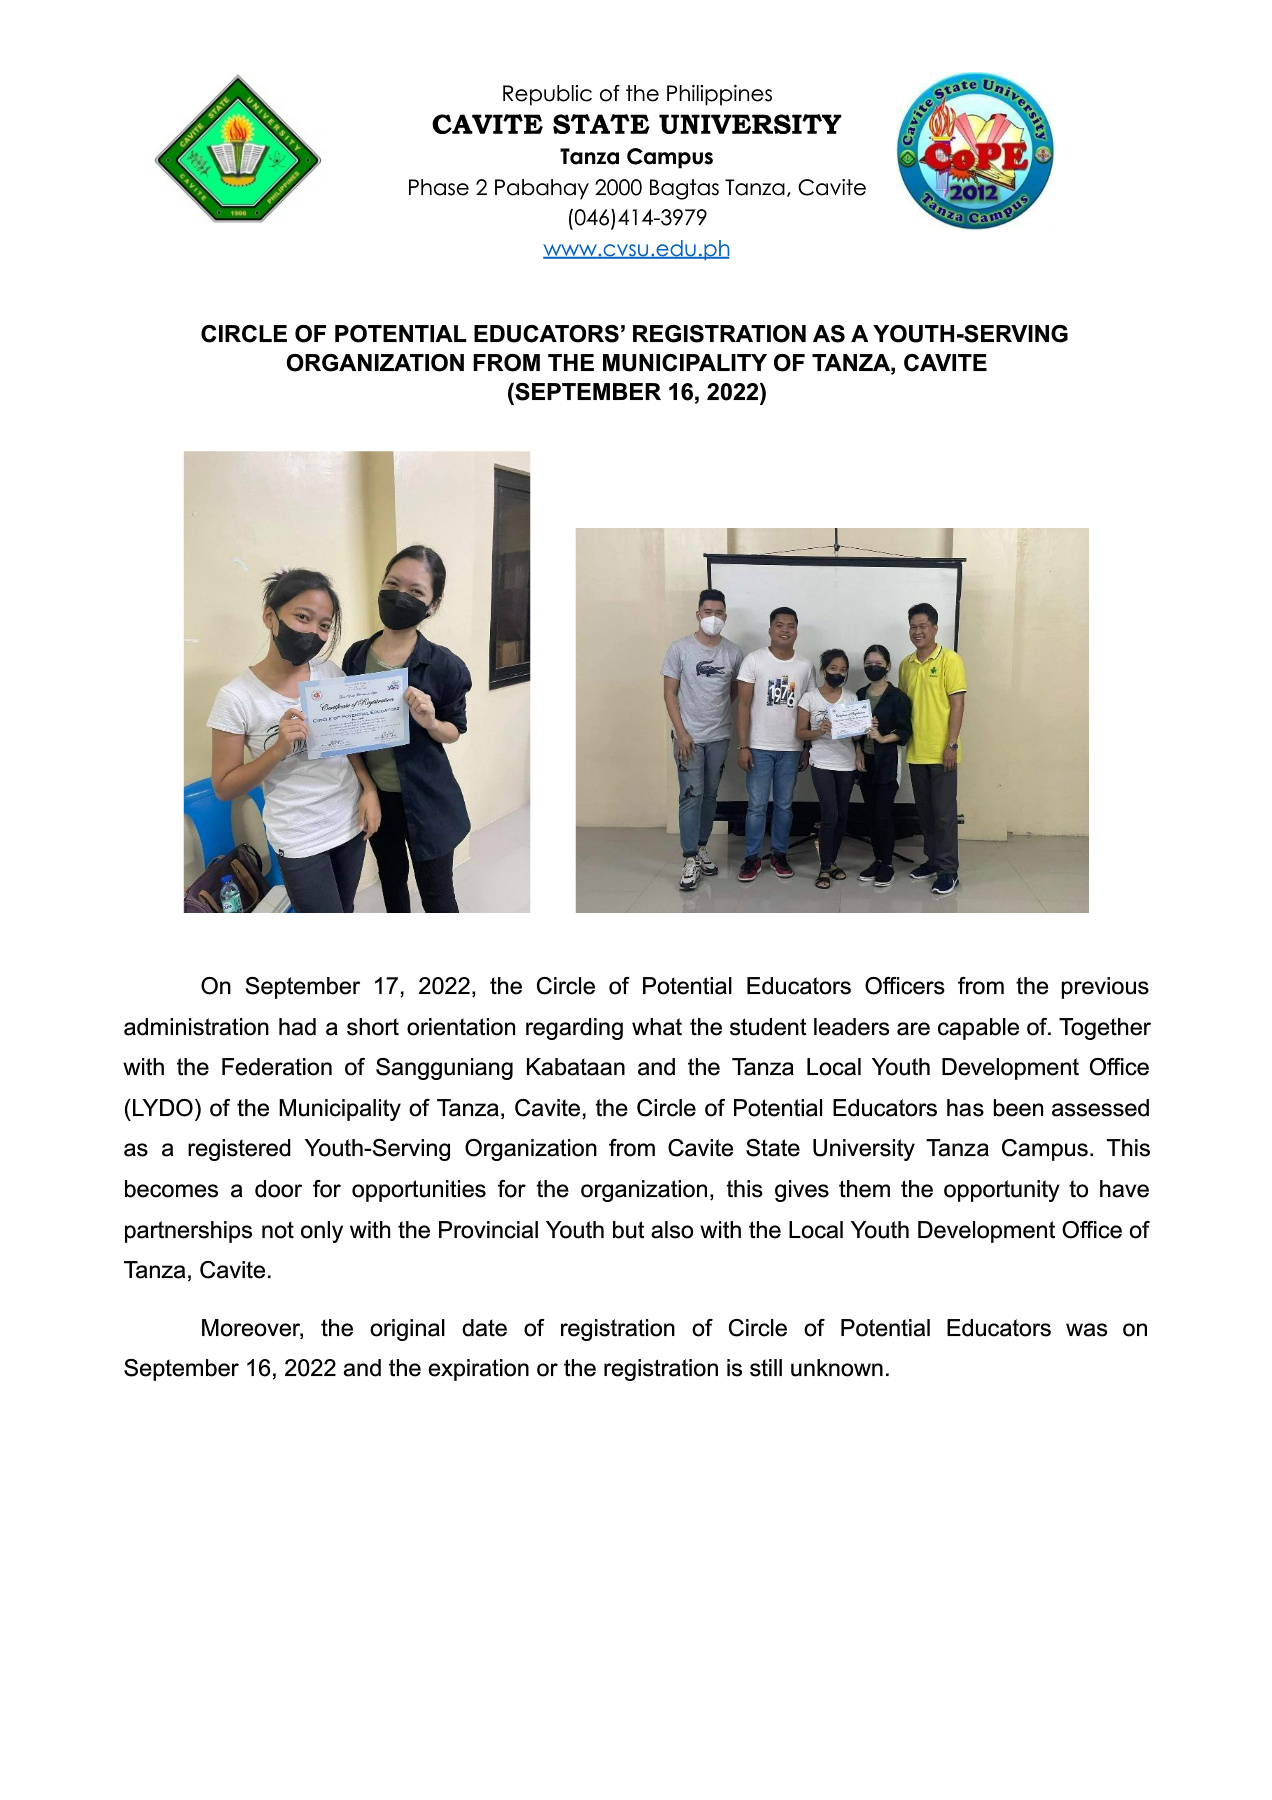 Republic of the Philippines
CAVITE STATE UNIVERSITY
Tanza Campus
Phase 2 Pabahay 2000 Bagtas Tanza, Cavite
(046)414-3979
www.cvsu.edu.ph
CAVITE STATE UNIVERSITY
CAVITE PHILIPPINES
1906
Cavite State University
CoPE
2012
Tanza Campus
CIRCLE OF POTENTIAL EDUCATORS’ REGISTRATION AS A YOUTH-SERVING
ORGANIZATION FROM THE MUNICIPALITY OF TANZA, CAVITE
(SEPTEMBER 16, 2022)
Certificate of Registration
CIRCLE OF POTENTIAL EDUCATORS
1976
On September 17, 2022, the Circle of Potential Educators Officers from the previous
administration had a short orientation regarding what the student leaders are capable of. Together
with the Federation of Sangguniang Kabataan and the Tanza Local Youth Development Office
(LYDO) of the Municipality of Tanza, Cavite, the Circle of Potential Educators has been assessed
as a registered Youth-Serving Organization from Cavite State University Tanza Campus. This
becomes a door for opportunities for the organization, this gives them the opportunity to have
partnerships not only with the Provincial Youth but also with the Local Youth Development Office of
Tanza, Cavite.
Moreover, the original date of registration of Circle of Potential Educators was on
September 16, 2022 and the expiration or the registration is still unknown.